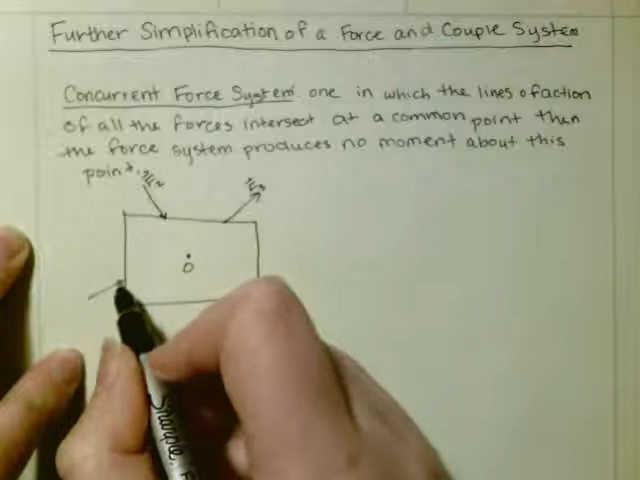 Further Simplification of a Force and Couple System
Concurrent Force System one in which the lines of action
of all the forces intersect at a common point then
the force system produces no moment about this
point.
O
Sharpie.